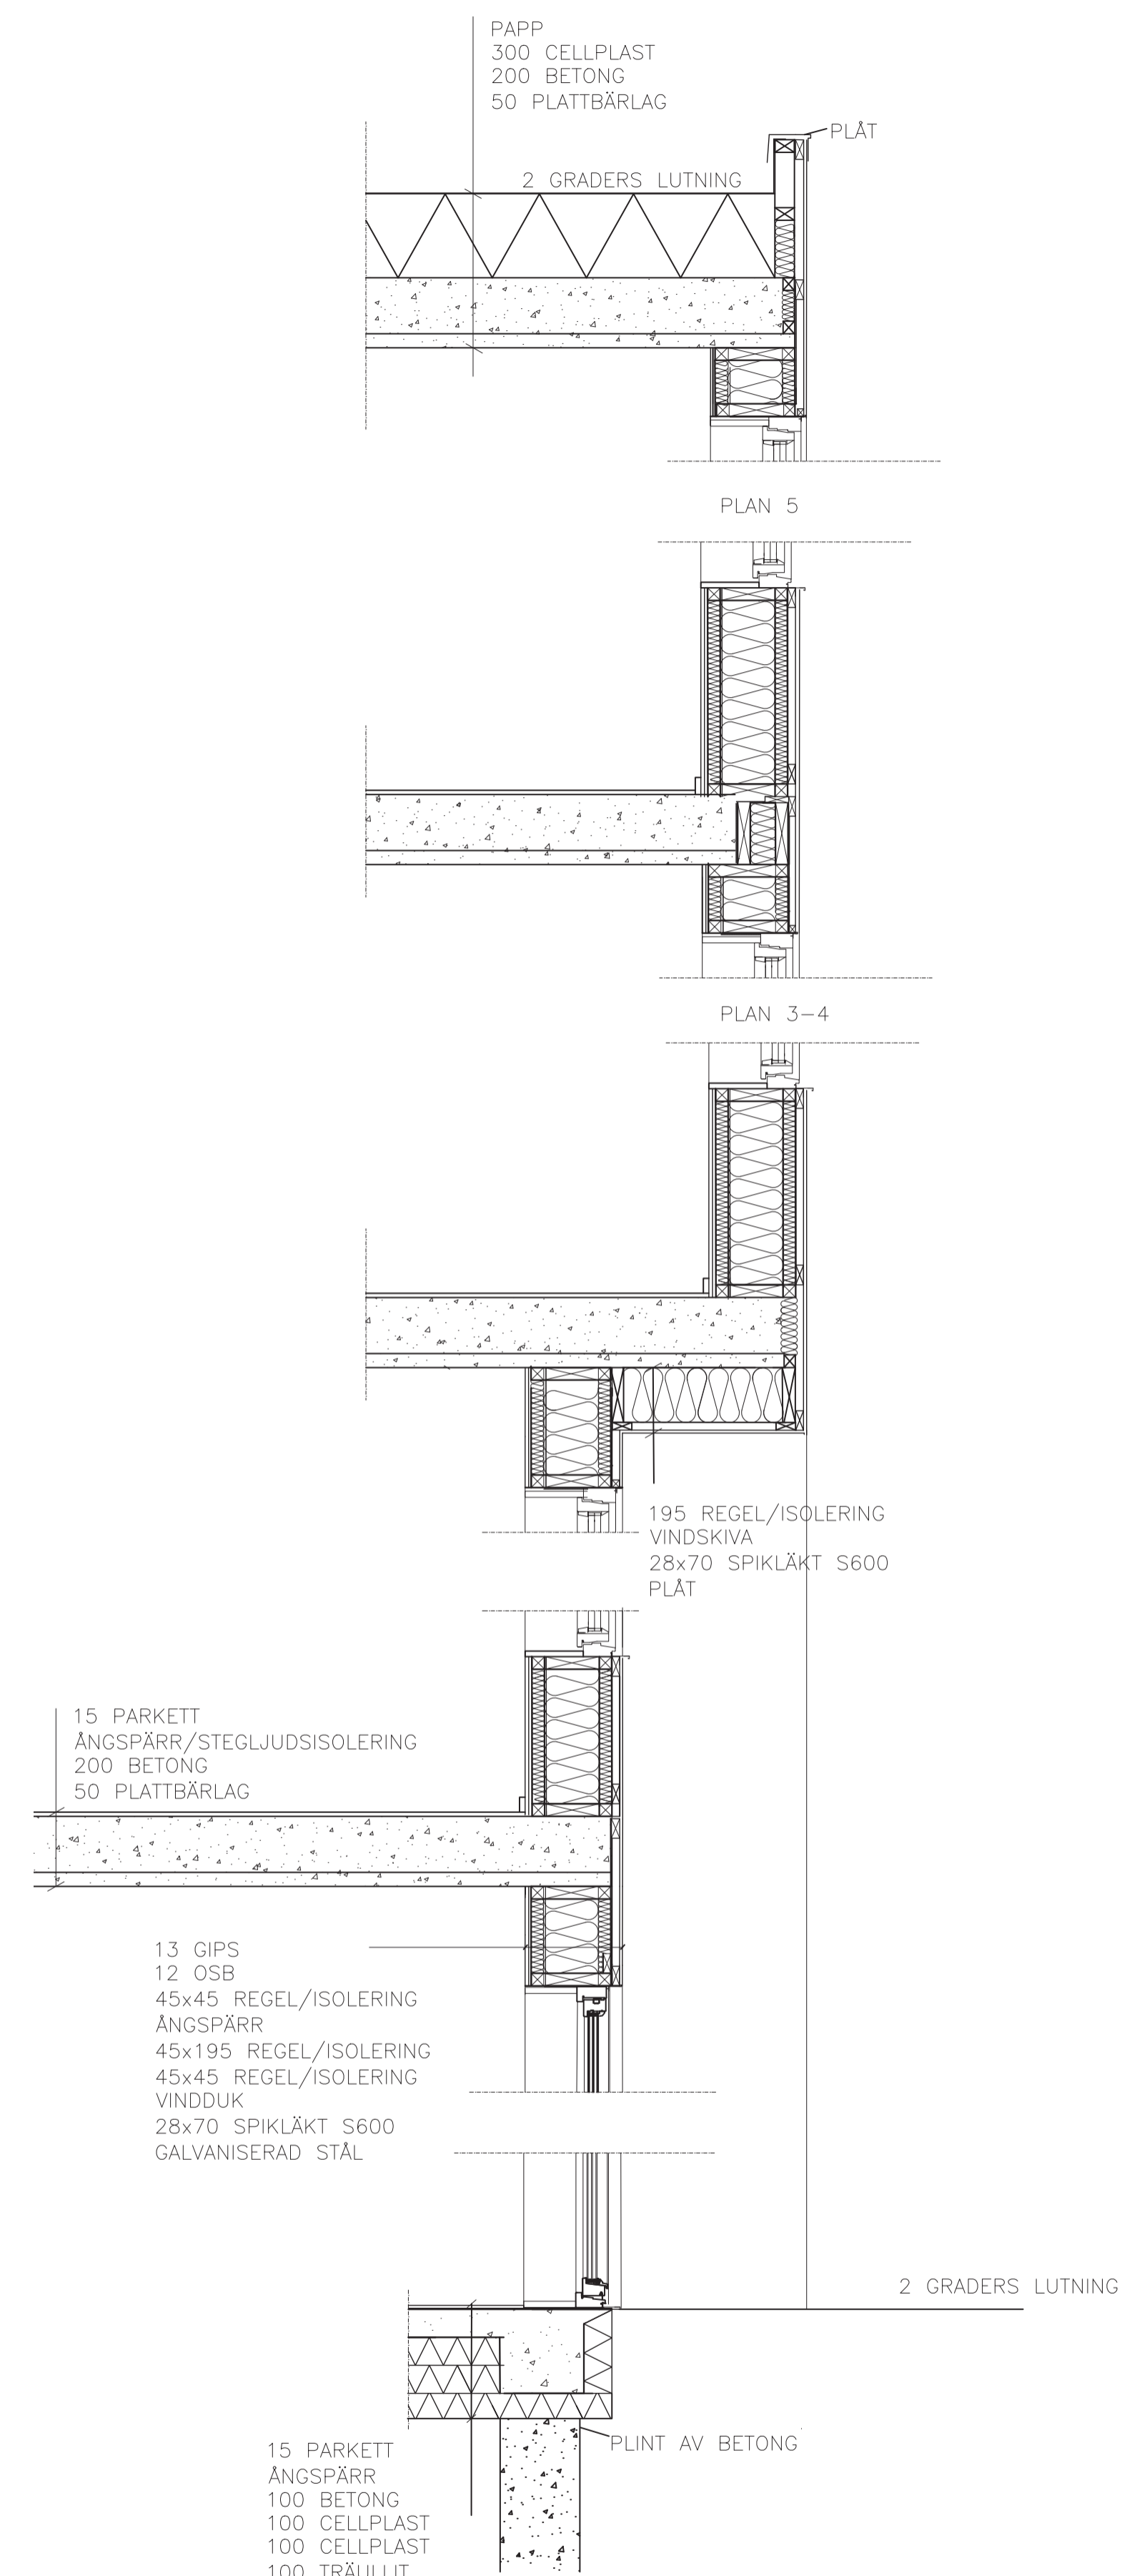 PAPP
300 CELLPLAST
200 BETONG
50 PLATTBÄRLAG
PLÅT
2 GRADERS LUTNING
PLAN 5
PLAN 3-4
195 REGEL/ISOLERING
VINDSKIVA
28x70 SPIKLÄKT S600
PLÅT
15 PARKETT
ÅNGSPÄRR/STEGLJUDSISOLERING
200 BETONG
50 PLATTBÄRLAG
13 GIPS
12 OSB
45x45 REGEL/ISOLERING
ÅNGSPÄRR
45x195 REGEL/ISOLERING
45x45 REGEL/ISOLERING
VINDDUK
28x70 SPIKLÄKT S600
GALVANISERAD STÅL
2 GRADERS LUTNING
PLINT AV BETONG
15 PARKETT
ÅNGSPÄRR
100 BETONG
100 CELLPLAST
100 CELLPLAST
100 TRÄULLIT